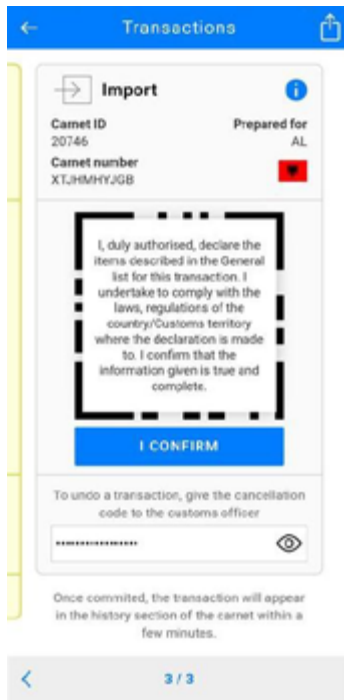 Transactions
Import
Carnet ID
Prepared for
20746
AL
Carnet number
XTJHMHYJGB
I, duly authorised, declare the
items described in the General
list for this transaction. I
undertake to comply with the
laws, regulations of the
country/Customs territory
where the declaration is made
to. I confirm that the
information given is true and
complete.
I CONFIRM
To undo a transaction, give the cancellation
code to the customs officer
Once commited, the transaction will appear
in the history section of the carnet within a
few minutes.
3 / 3